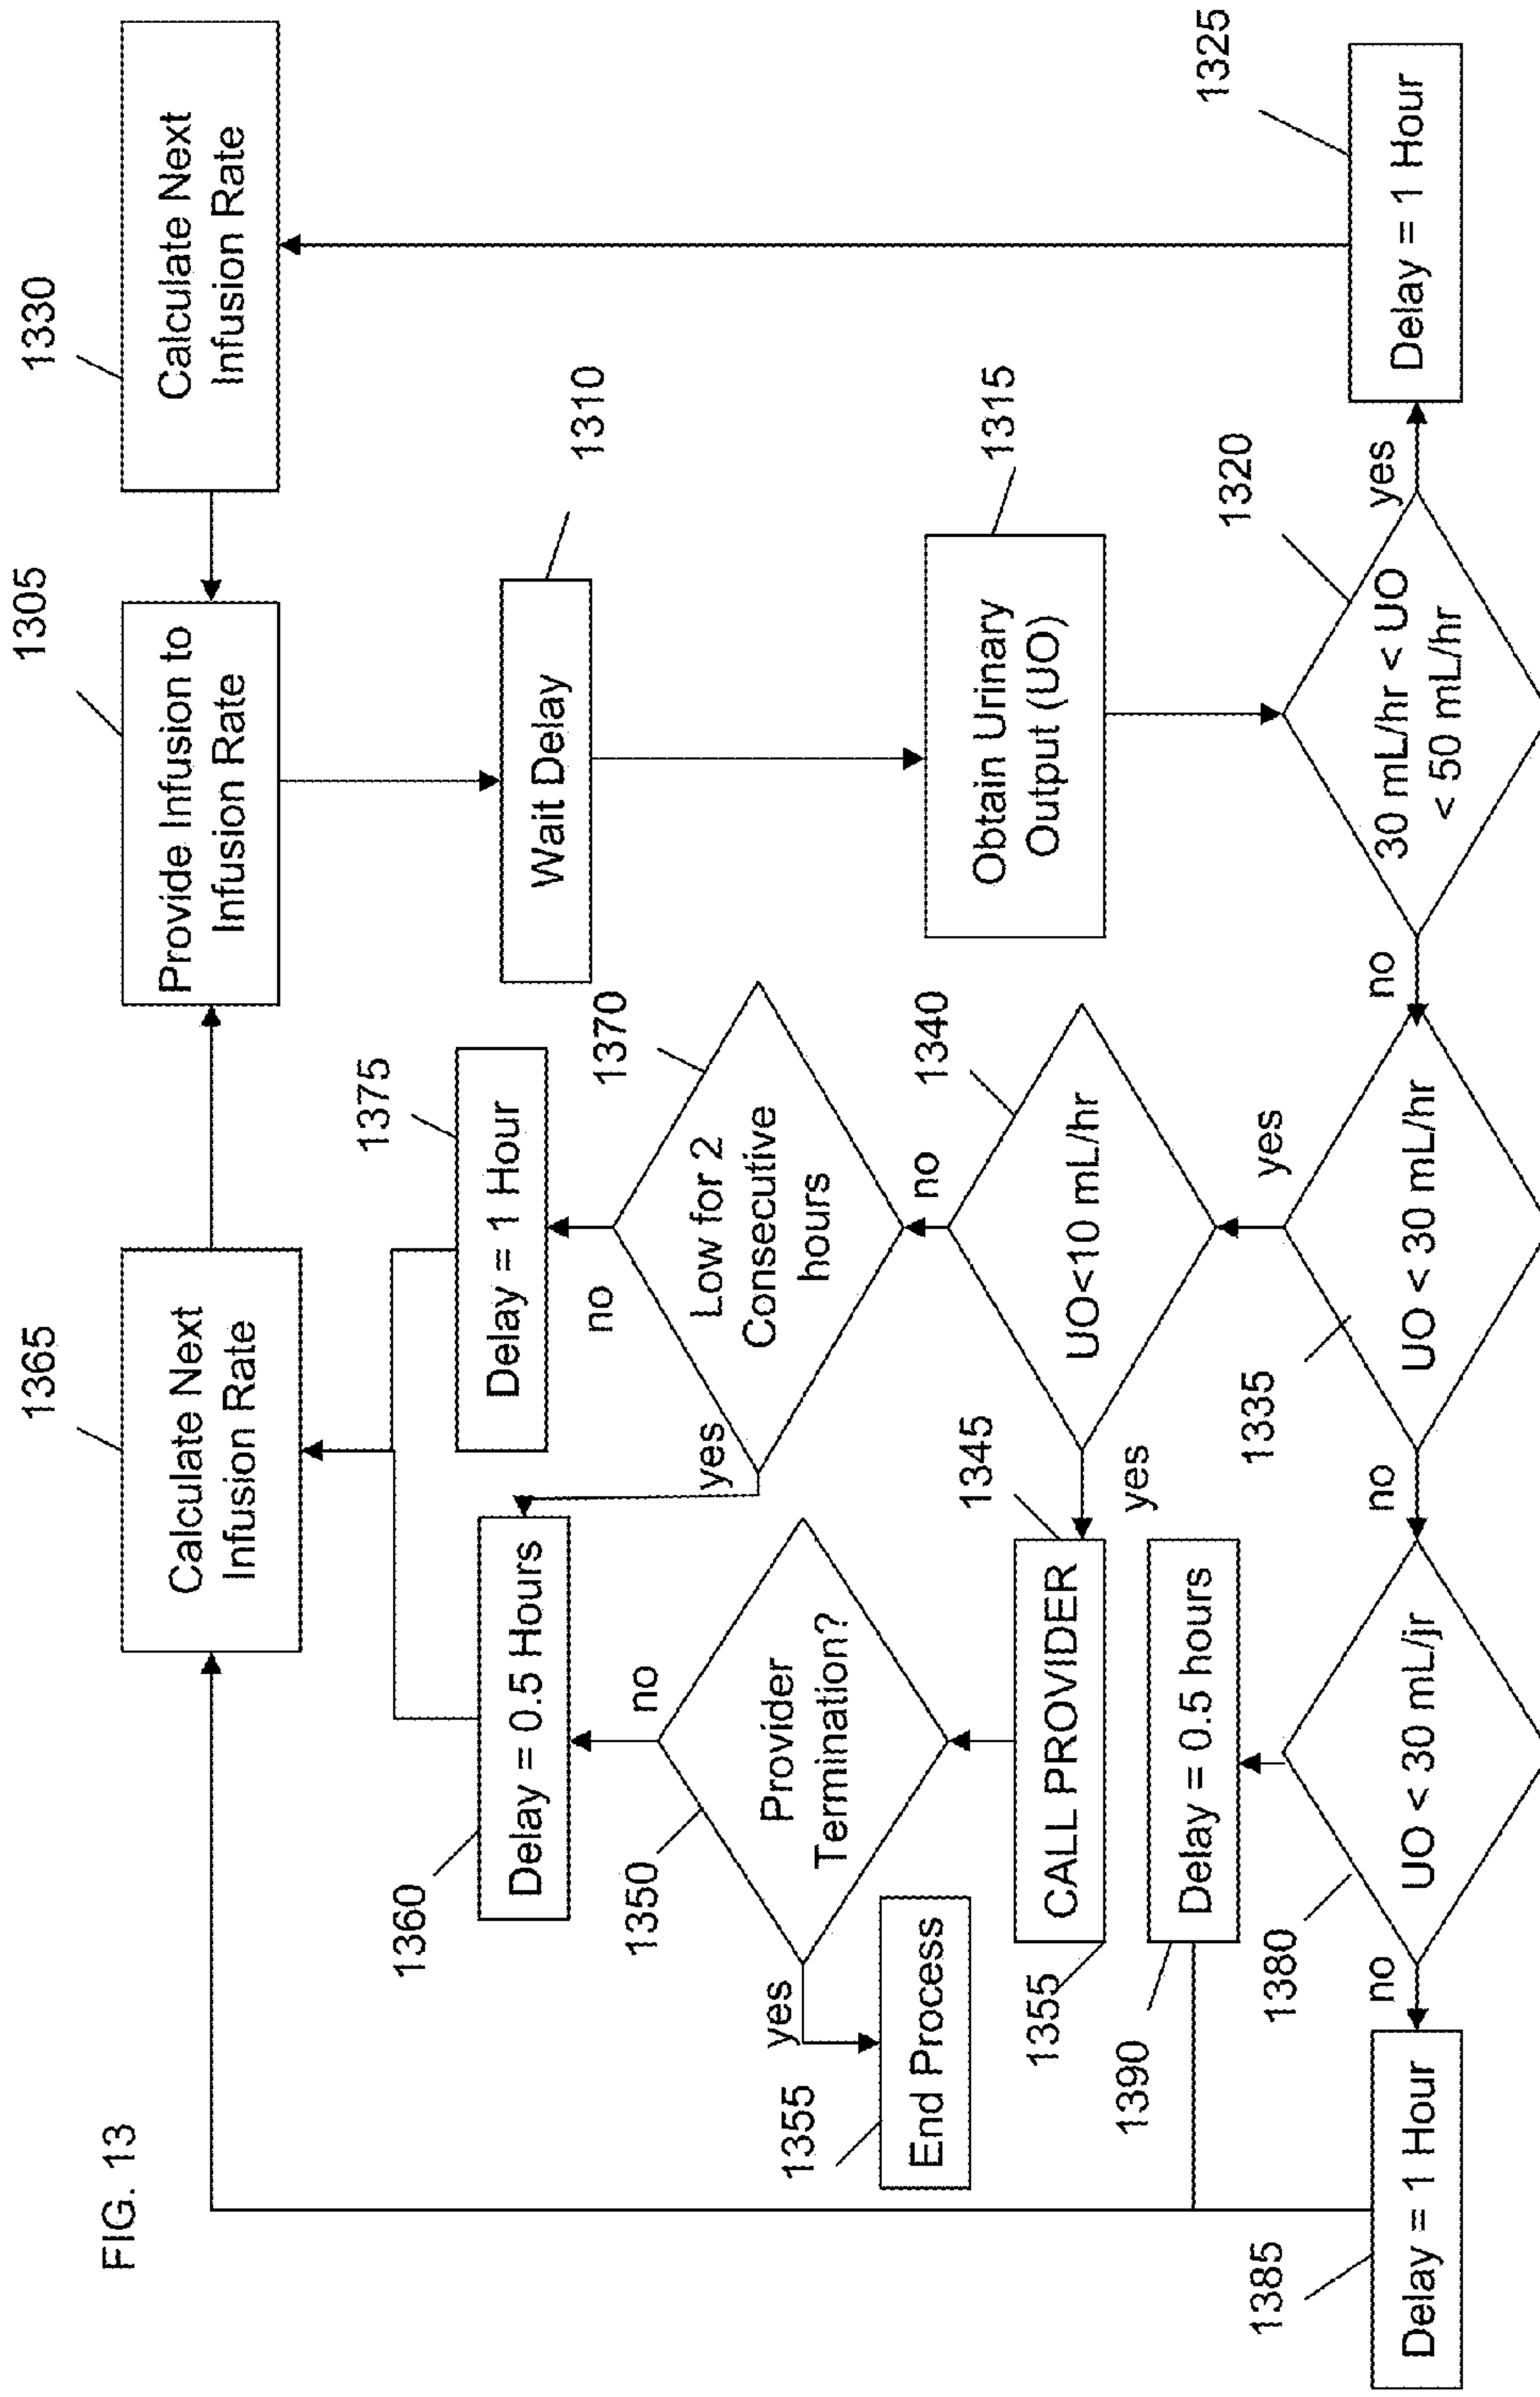 FIG. 13
1365
Calculate Next
Infusion Rate
1305
Provide Infusion to
Infusion Rate
1330
Calculate Next
Infusion Rate
1375
Delay = 1 Hour
1310
Wait Delay
1360
Delay = 0.5 Hours
yes
no
1370
Low for 2
Consecutive
hours
1350
Provider
Termination?
no
yes
1355
End Process
1345
CALL PROVIDER
1355
yes
1340
UO<10 mL/hr
no
1315
Obtain Urinary
Output (UO)
1390
Delay = 0.5 hours
1335
UO < 30 mL/hr
yes
no
no
1320
30 mL/hr < UO
< 50 mL/hr
yes
1325
Delay = 1 Hour
1380
UO < 30 mL/jr
no
1385
Delay = 1 Hour